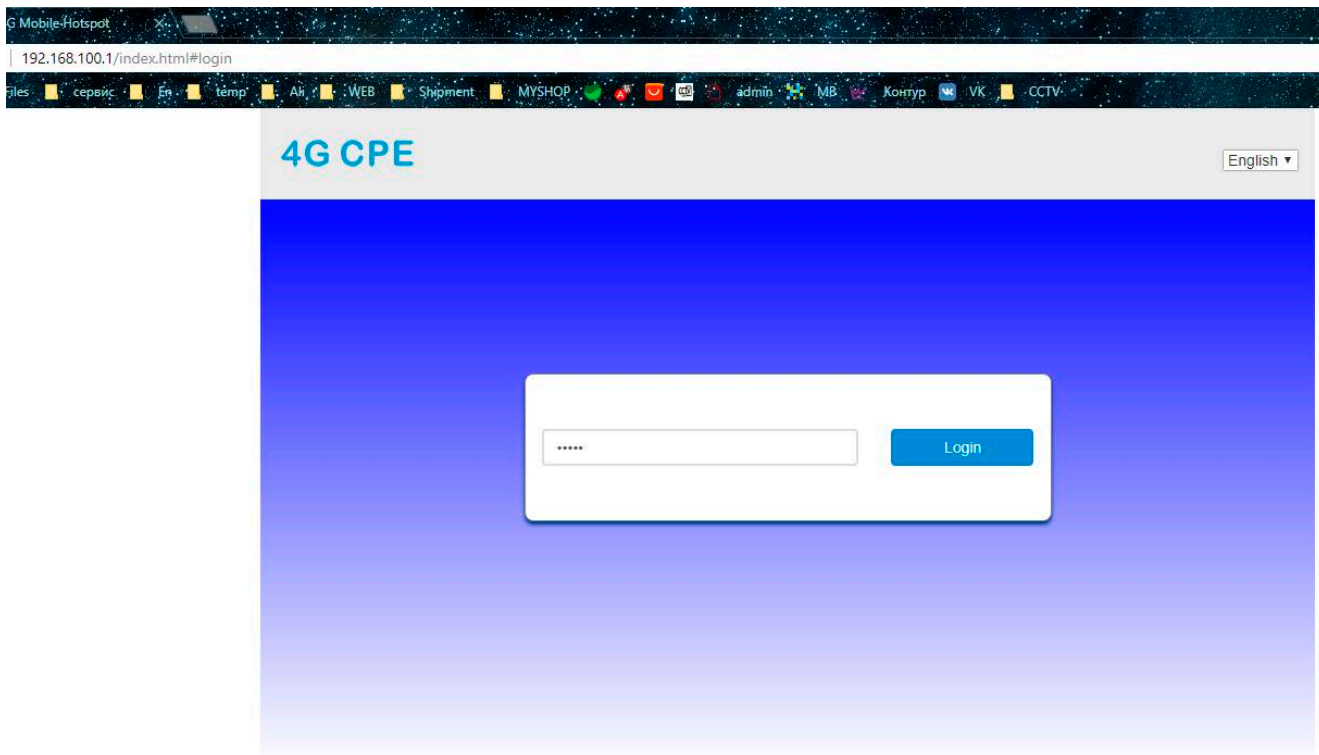 G Mobile-Hotspot
192.168.100.1/index.html#login
Files сервис En temp Ali WEB Shipment MYSHOP admin MB Контур VK CCTV
4G CPE
English
•••••
Login